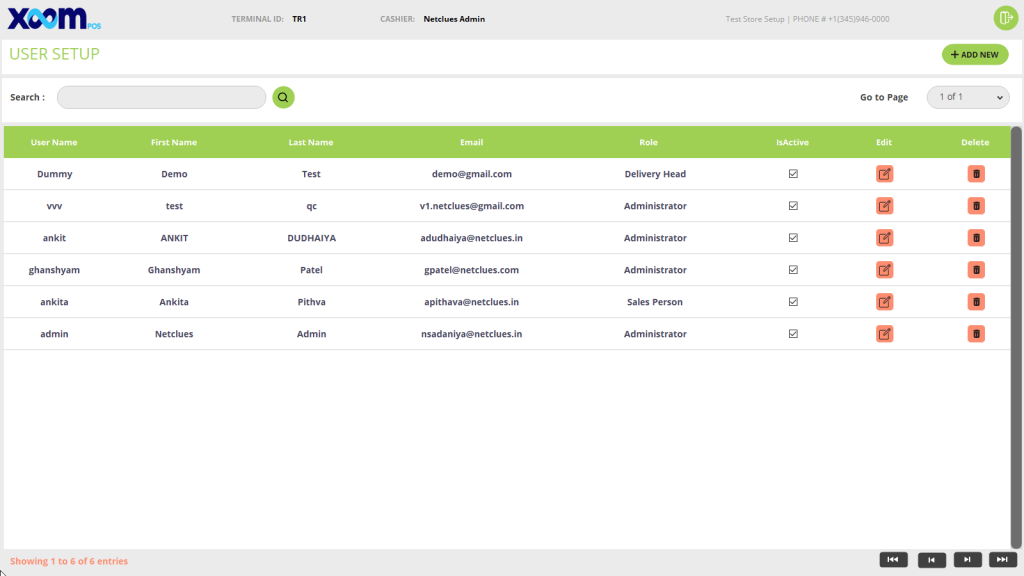 XOOM POS TERMINAL ID: TR1 CASHIER: Netclues Admin Test Store Setup | PHONE # +1(345)946-0000
USER SETUP + ADD NEW
Search : Go to Page 1 of 1
User Name First Name Last Name Email Role IsActive Edit Delete
Dummy Demo Test demo@gmail.com Delivery Head
vvv test qc v1.netclues@gmail.com Administrator
ankit ANKIT DUDHAIYA adudhaiya@netclues.in Administrator
ghanshyam Ghanshyam Patel gpatel@netclues.com Administrator
ankita Ankita Pithva apithava@netclues.in Sales Person
admin Netclues Admin nsadaniya@netclues.in Administrator
Showing 1 to 6 of 6 entries